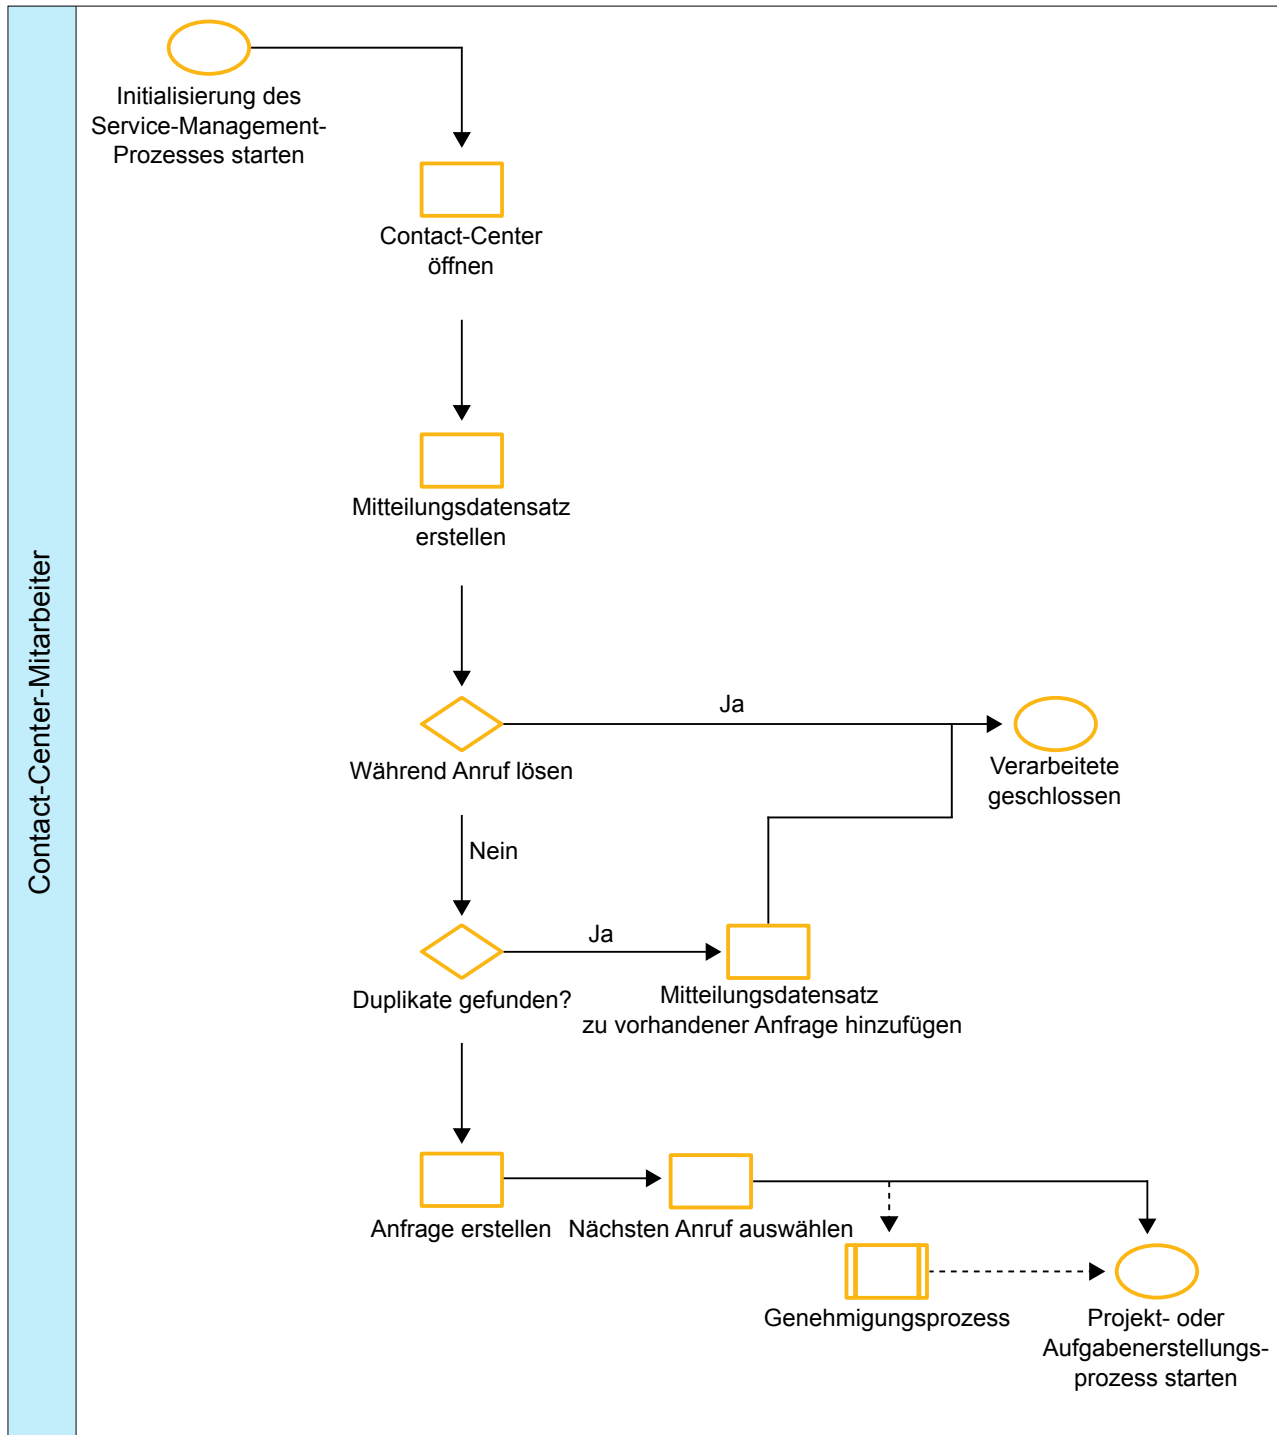 Contact-Center-Mitarbeiter
Initialisierung des
Service-Management-
Prozesses starten
Contact-Center
öffnen
Mitteilungsdatensatz
erstellen
Während Anruf lösen
Ja
Verarbeitete
geschlossen
Nein
Duplikate gefunden?
Ja
Mitteilungsdatensatz
zu vorhandener Anfrage hinzufügen
Anfrage erstellen
Nächsten Anruf auswählen
Genehmigungsprozess
Projekt- oder
Aufgabenerstellungs-
prozess starten